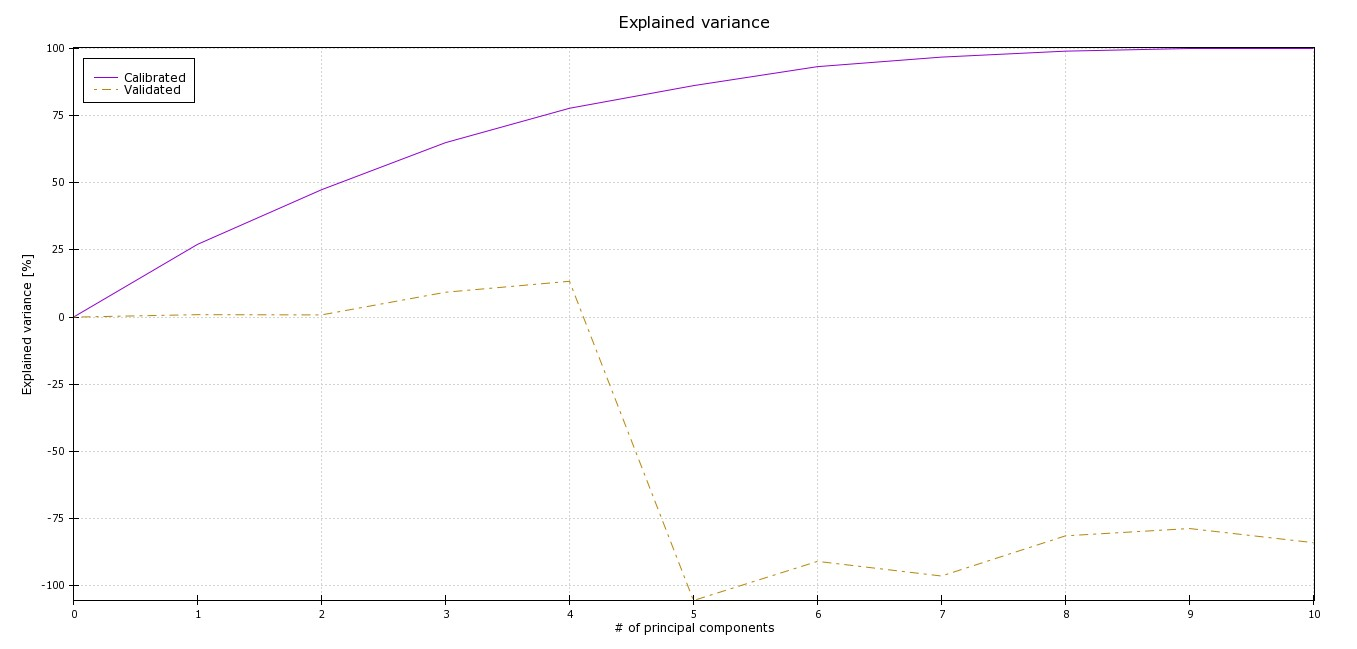 Explained variance
100
75
50
25
0
-25
-50
-75
-100
Explained variance [%]
Calibrated
Validated
0 1 2 3 4 5 6 7 8 9 10
# of principal components